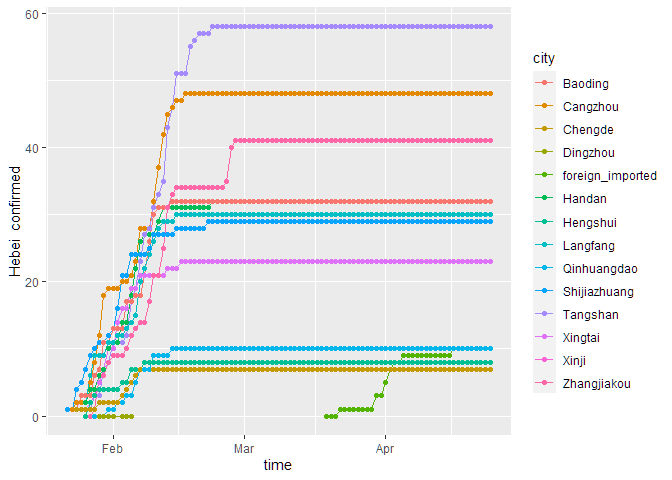 60
40
20
0
Hebei confirmed
Feb
Mar
Apr
time
city
Baoding
Cangzhou
Chengde
Dingzhou
foreign_imported
Handan
Hengshui
Langfang
Qinhuangdao
Shijiazhuang
Tangshan
Xingtai
Xinji
Zhangjiakou